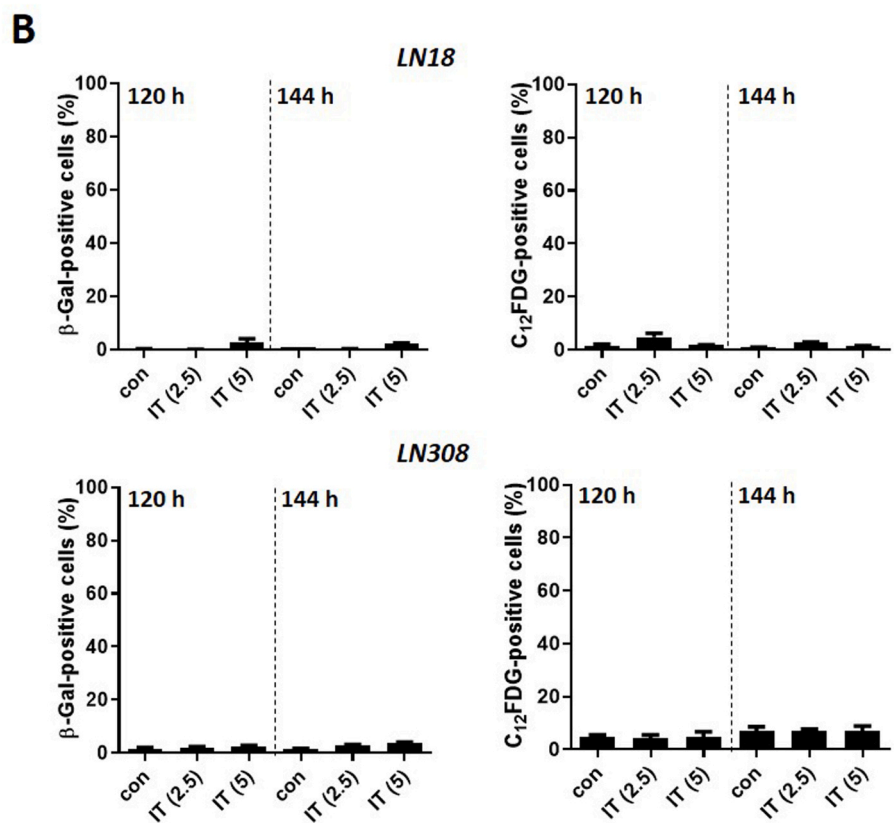 B
LN18
β-Gal-positive cells (%)
100
80
60
40
20
0
120 h
144 h
con
IT (2.5)
IT (5)
con
IT (2.5)
IT (5)
C₁₂FDG-positive cells (%)
100
80
60
40
20
0
120 h
144 h
con
IT (2.5)
IT (5)
con
IT (2.5)
IT (5)
LN308
β-Gal-positive cells (%)
100
80
60
40
20
0
120 h
144 h
con
IT (2.5)
IT (5)
con
IT (2.5)
IT (5)
C₁₂FDG-positive cells (%)
100
80
60
40
20
0
120 h
144 h
con
IT (2.5)
IT (5)
con
IT (2.5)
IT (5)